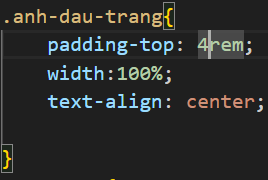 .anh-dau-trang{
padding-top: 4rem;
width:100%;
text-align: center;
}